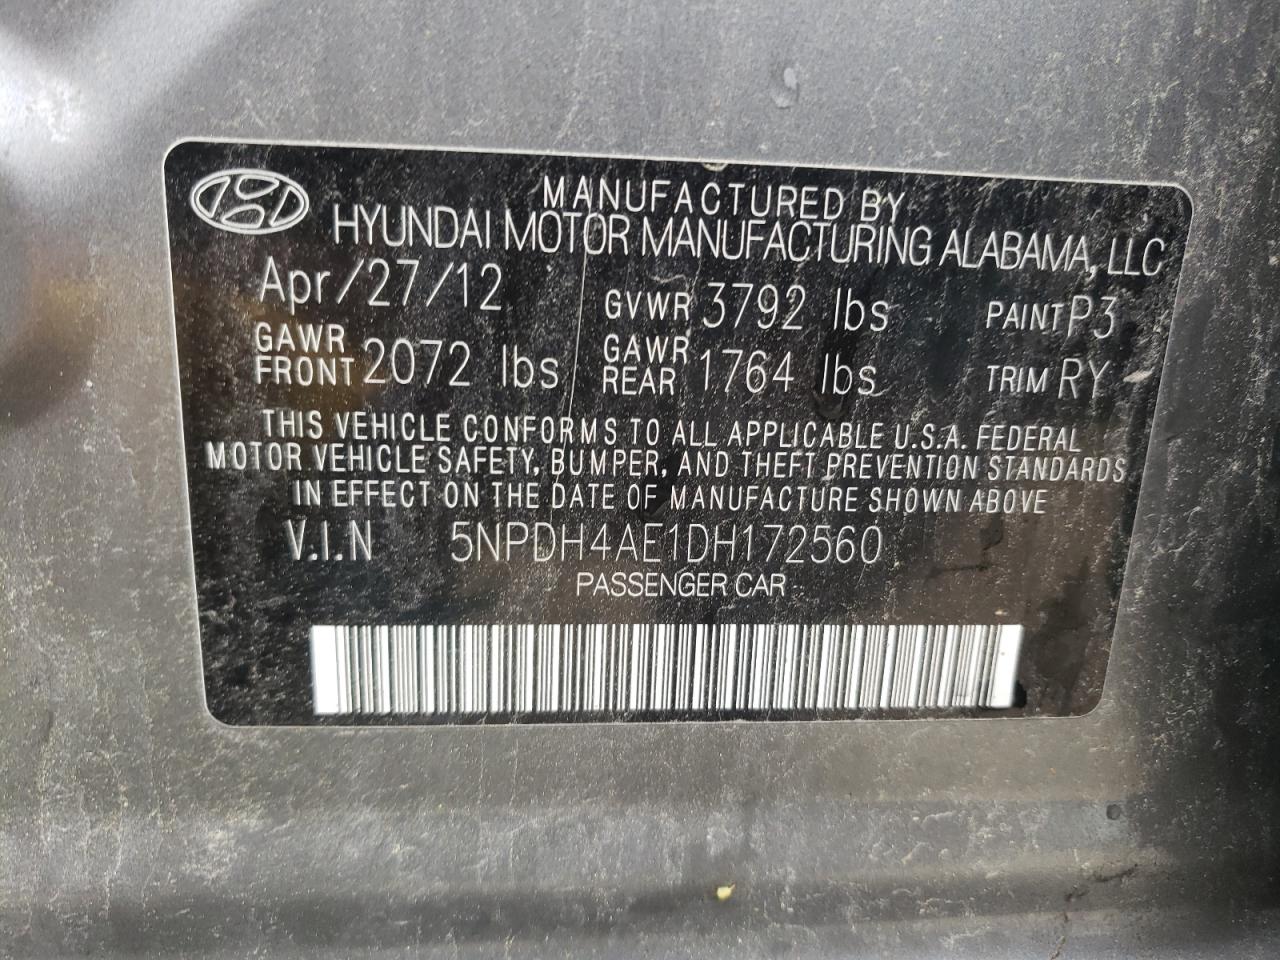 MANUFACTURED BY
HYUNDAI MOTOR MANUFACTURING ALABAMA, LLC
Apr/27/12 GVWR 3792 lbs PAINT P3
GAWR FRONT 2072 lbs GAWR REAR 1764 lbs TRIM RY
THIS VEHICLE CONFORMS TO ALL APPLICABLE U.S.A. FEDERAL
MOTOR VEHICLE SAFETY, BUMPER, AND THEFT PREVENTION STANDARDS
IN EFFECT ON THE DATE OF MANUFACTURE SHOWN ABOVE
V.I.N 5NPDH4AE1DH172560
PASSENGER CAR